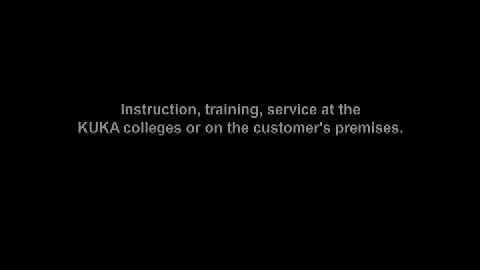 Instruction, training, service at the
KUKA colleges or on the customer's premises.